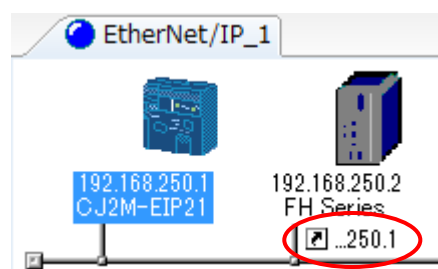 EtherNet/IP_1
192.168.250.1
CJ2M-EIP21
192.168.250.2
FH Series
...250.1